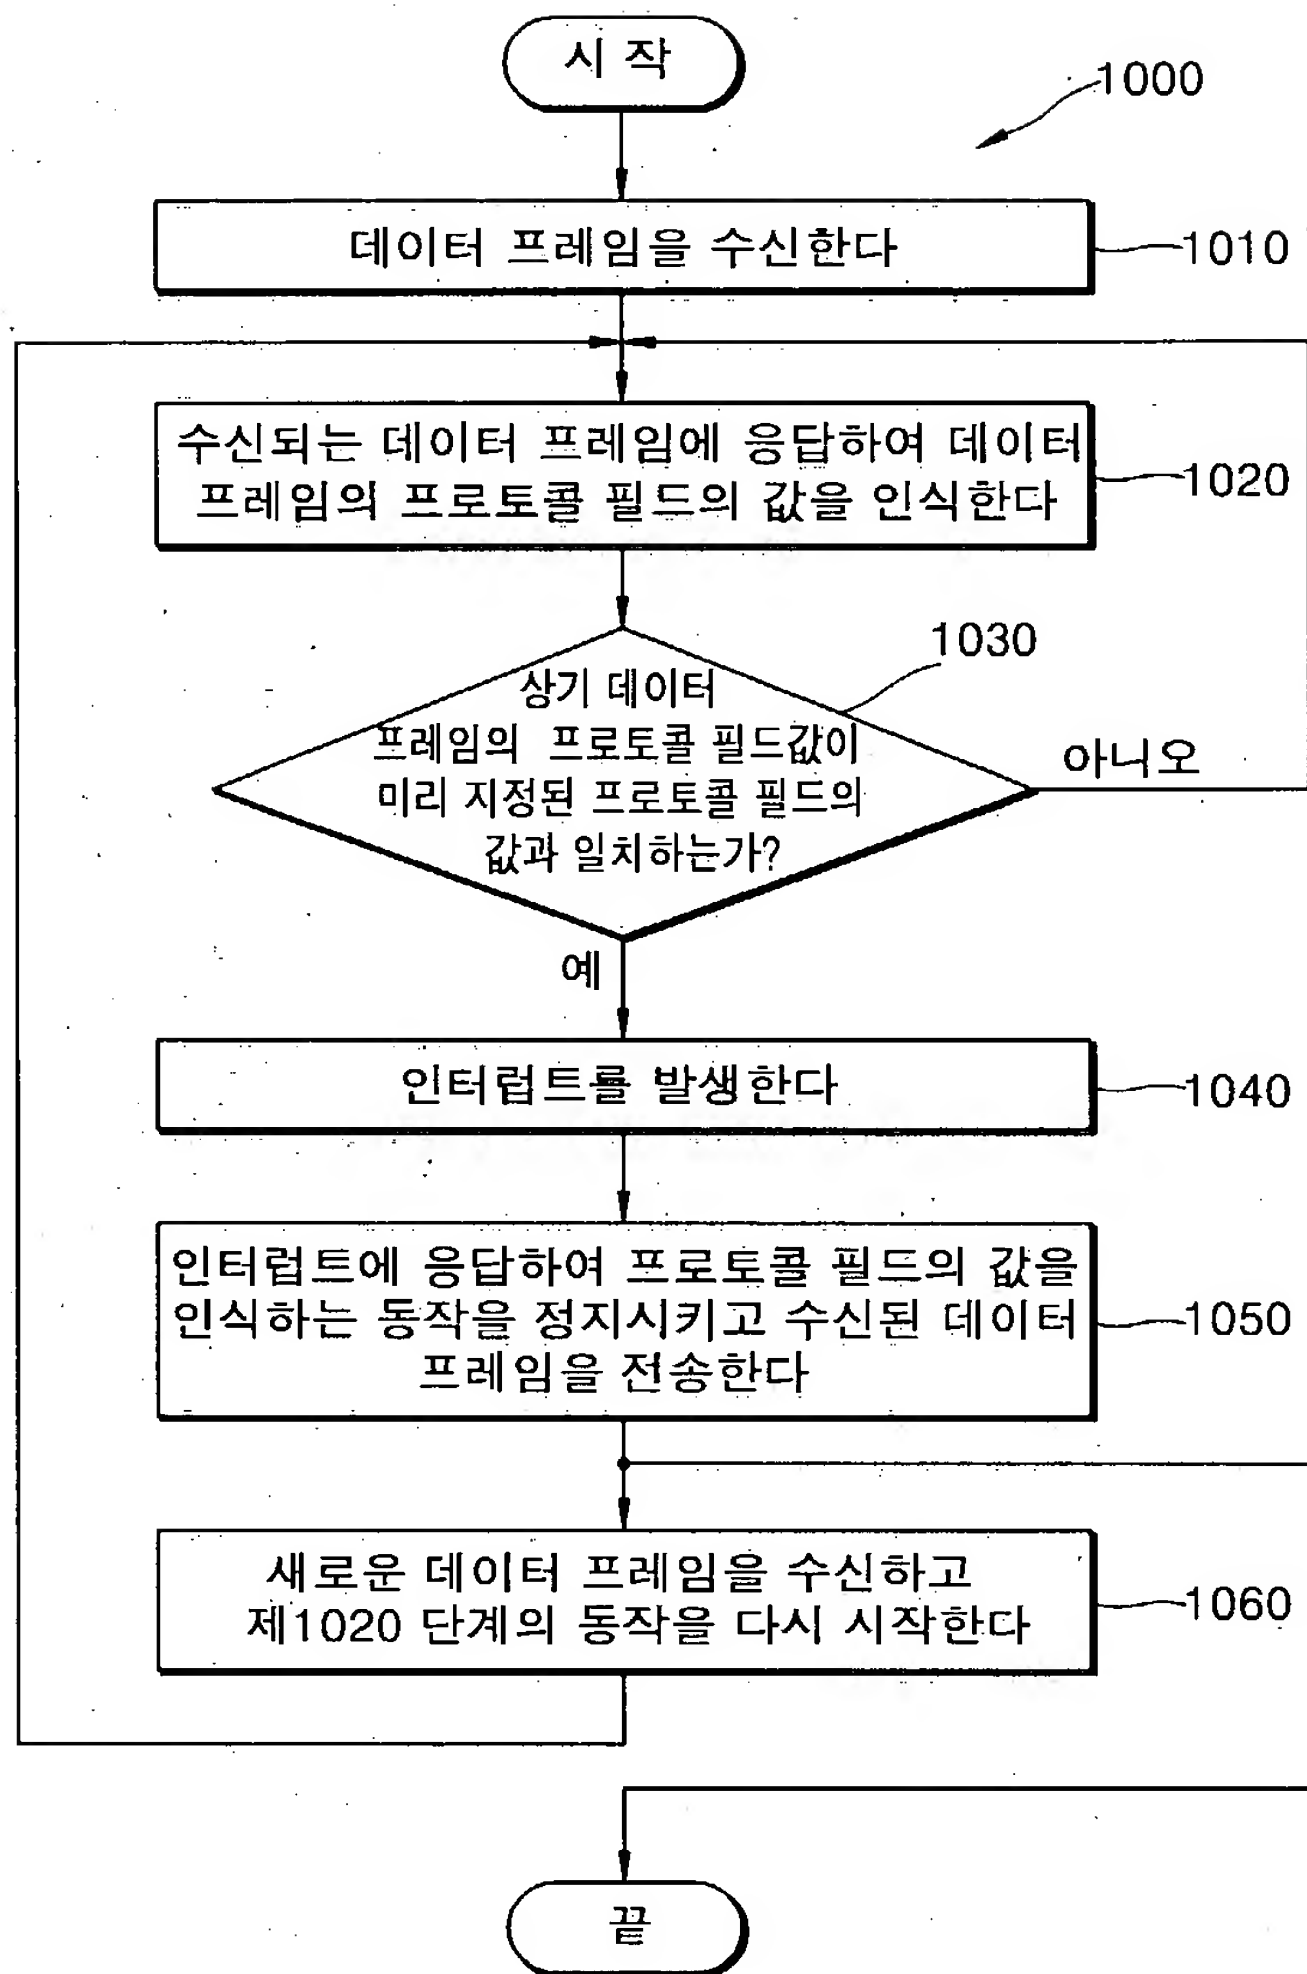 시 작
1000
데이터 프레임을 수신한다
1010
수신되는 데이터 프레임에 응답하여 데이터
프레임의 프로토콜 필드의 값을 인식한다
1020
1030
상기 데이터
프레임의 프로토콜 필드값이
미리 지정된 프로토콜 필드의
값과 일치하는가?
아니오
예
인터럽트를 발생한다
1040
인터럽트에 응답하여 프로토콜 필드의 값을
인식하는 동작을 정지시키고 수신된 데이터
프레임을 전송한다
1050
새로운 데이터 프레임을 수신하고
제1020 단계의 동작을 다시 시작한다
1060
끝